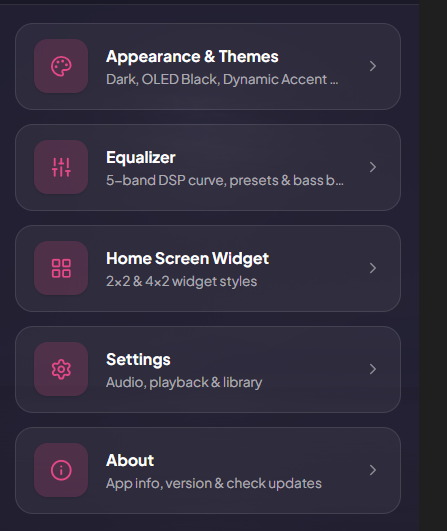 Appearance & Themes
Dark, OLED Black, Dynamic Accent ...
Equalizer
5-band DSP curve, presets & bass b...
Home Screen Widget
2×2 & 4×2 widget styles
Settings
Audio, playback & library
About
App info, version & check updates